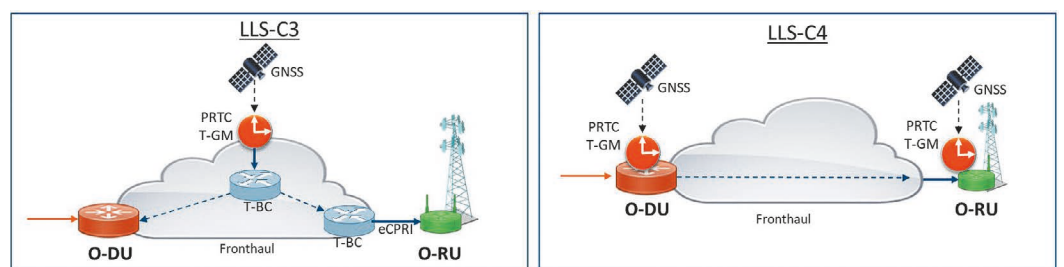 LLS-C3
GNSS
PRTC
T-GM
T-BC
T-BC
eCPRI
O-DU
Fronthaul
O-RU
LLS-C4
GNSS
GNSS
PRTC
T-GM
PRTC
T-GM
O-DU
O-RU
Fronthaul